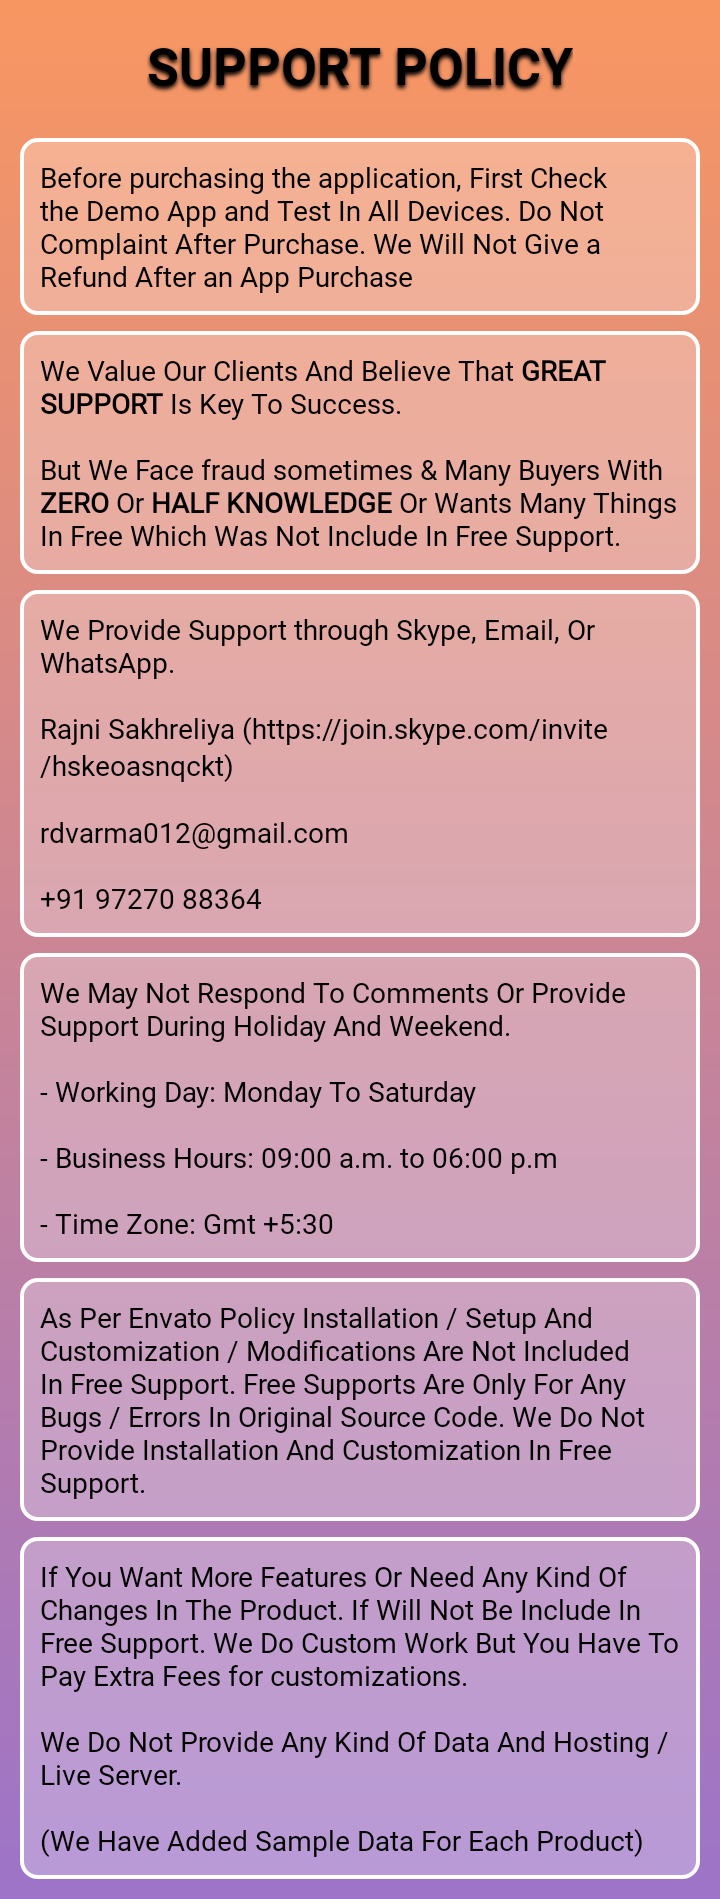 SUPPORT POLICY
Before purchasing the application, First Check
the Demo App and Test In All Devices. Do Not
Complaint After Purchase. We Will Not Give a
Refund After an App Purchase
We Value Our Clients And Believe That GREAT
SUPPORT Is Key To Success.
But We Face fraud sometimes & Many Buyers With
ZERO Or HALF KNOWLEDGE Or Wants Many Things
In Free Which Was Not Include In Free Support.
We Provide Support through Skype, Email, Or
WhatsApp.
Rajni Sakhreliya (https://join.skype.com/invite
/hskeoasnqckt)
rdvarma012@gmail.com
+91 97270 88364
We May Not Respond To Comments Or Provide
Support During Holiday And Weekend.
- Working Day: Monday To Saturday
- Business Hours: 09:00 a.m. to 06:00 p.m
- Time Zone: Gmt +5:30
As Per Envato Policy Installation / Setup And
Customization / Modifications Are Not Included
In Free Support. Free Supports Are Only For Any
Bugs / Errors In Original Source Code. We Do Not
Provide Installation And Customization In Free
Support.
If You Want More Features Or Need Any Kind Of
Changes In The Product. If Will Not Be Include In
Free Support. We Do Custom Work But You Have To
Pay Extra Fees for customizations.
We Do Not Provide Any Kind Of Data And Hosting /
Live Server.
(We Have Added Sample Data For Each Product)